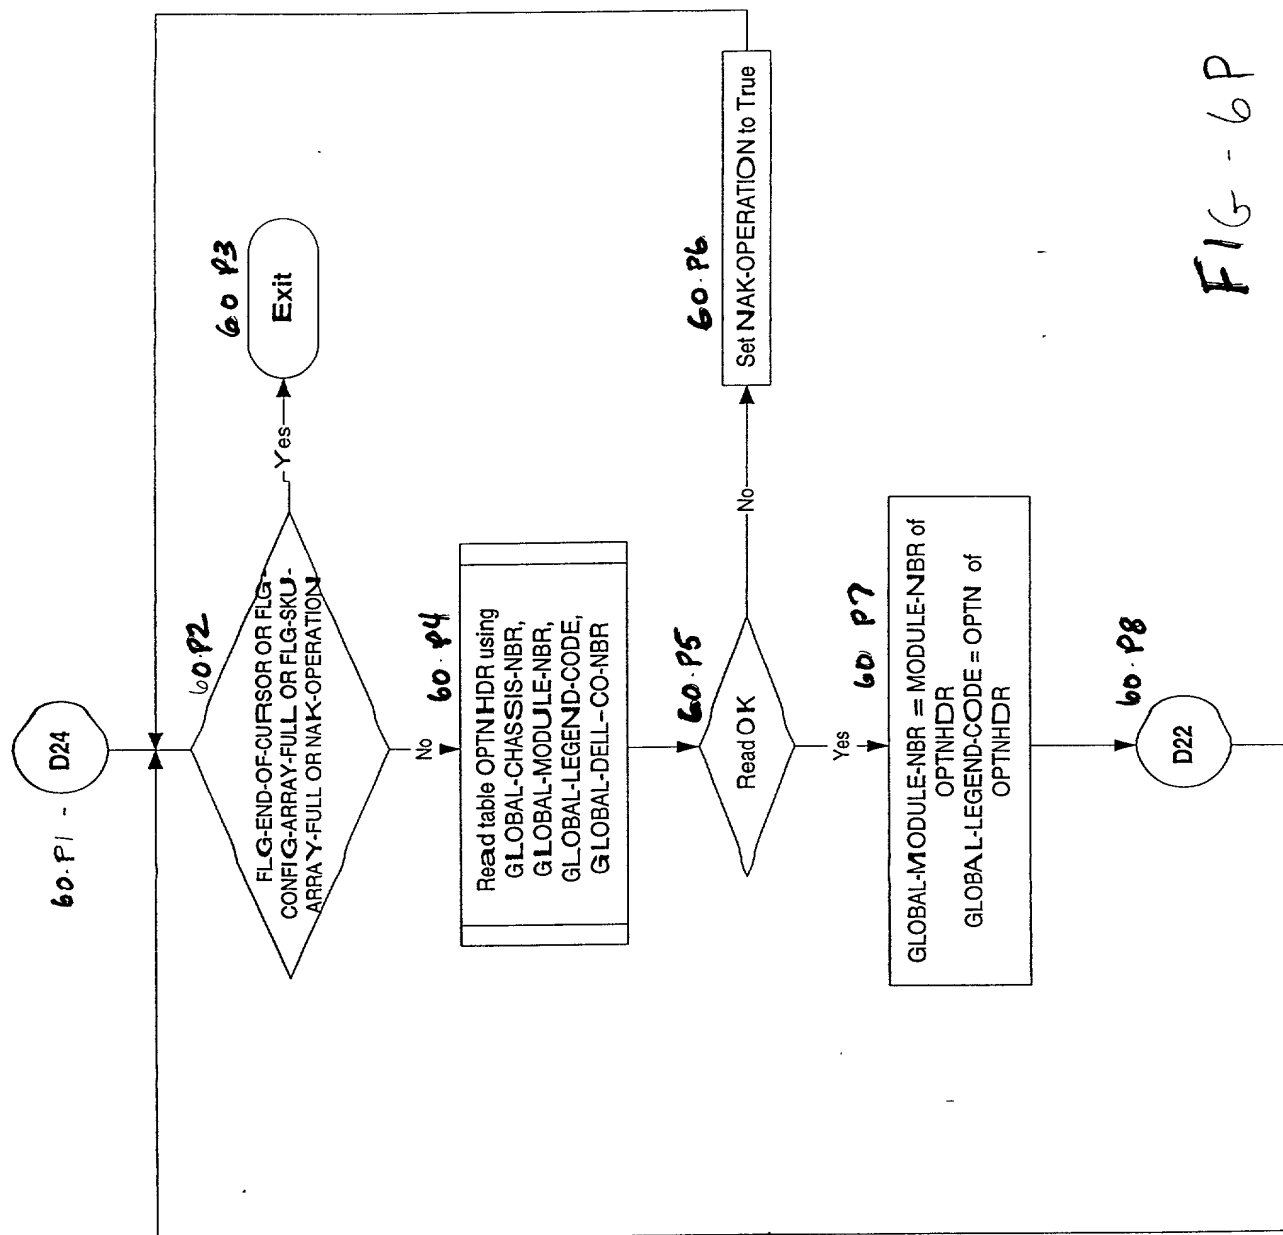 60.P1 -
D24
60.P2
FLG-END-OF-CURSOR OR FLG-
CONFIG-ARRAY-FULL OR FLG-SKU-
ARRAY-FULL OR NAK-OPERATION
Yes
60 P3
Exit
No
60.P4
Read table OPTNHDR using
GLOBAL-CHASSIS-NBR,
GLOBAL-MODULE-NBR,
GLOBAL-LEGEND-CODE,
GLOBAL-DELL-CO-NBR
60.P5
Read OK
No
60.P6
Set NAK-OPERATION to True
Yes
60 P7
GLOBAL-MODULE-NBR = MODULE-NBR of
OPTNHDR
GLOBAL-LEGEND-CODE = OPTN of
OPTNHDR
60.P8
D22
FIG - 6P